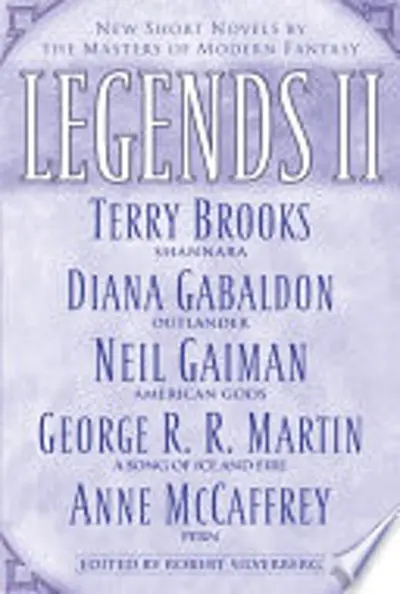 New Short Novels by
the Masters of Modern Fantasy
LEGENDS II
Terry Brooks
SHANNARA
Diana Gabaldon
OUTLANDER
Neil Gaiman
AMERICAN GODS
George R. R. Martin
A SONG OF ICE AND FIRE
Anne McCaffrey
PERN
EDITED BY ROBERT SILVERBERG